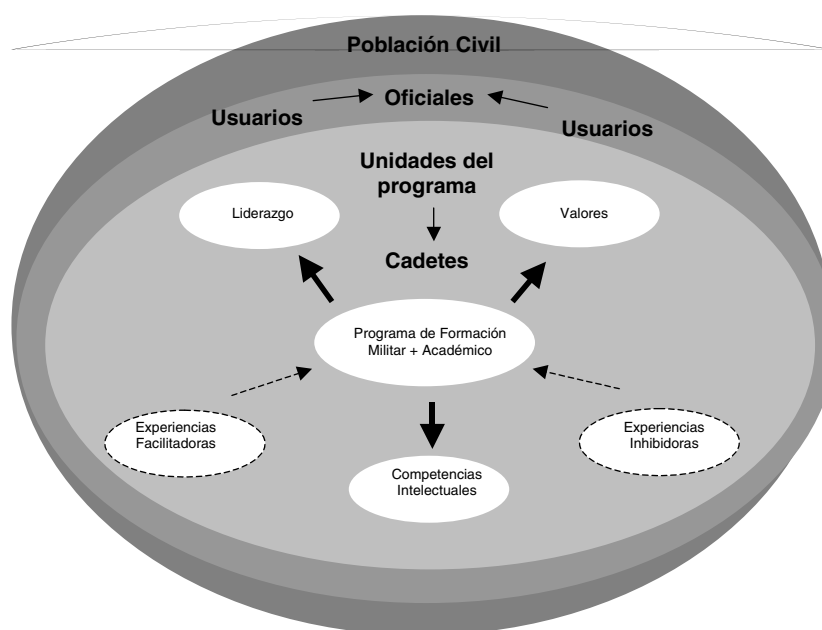 Población Civil
Oficiales
Usuarios
Usuarios
Unidades del
programa
Liderazgo
Valores
Cadetes
Programa de Formación
Militar + Académico
Experiencias
Facilitadoras
Experiencias
Inhibidoras
Competencias
Intelectuales